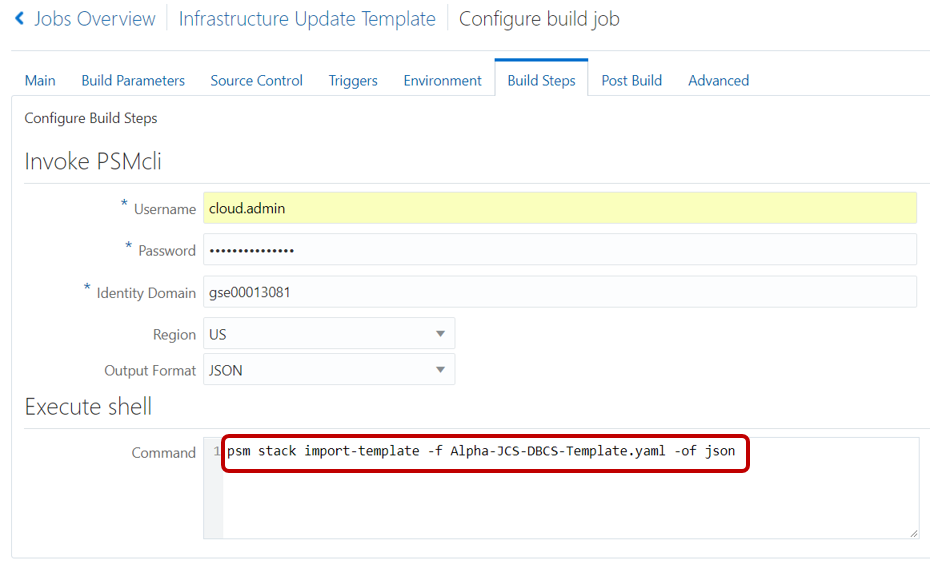 Jobs Overview Infrastructure Update Template Configure build job
Main Build Parameters Source Control Triggers Environment Build Steps Post Build Advanced
Configure Build Steps
Invoke PSMcli
* Username cloud.admin
* Password •••••••••••••••
* Identity Domain gse00013081
Region US
Output Format JSON
Execute shell
Command 1 psm stack import-template -f Alpha-JCS-DBCS-Template.yaml -of json